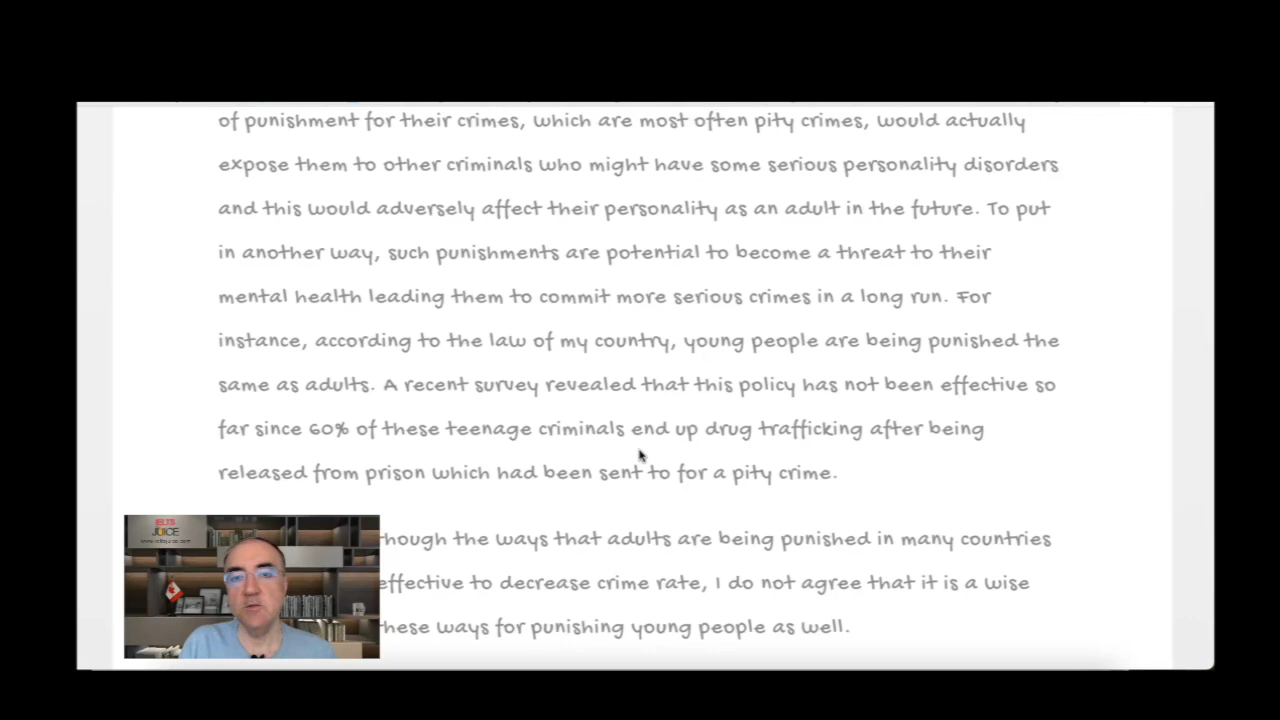 of punishment for their crimes, which are most often pity crimes, would actually
expose them to other criminals who might have some serious personality disorders
and this would adversely affect their personality as an adult in the future. To put
in another way, such punishments are potential to become a threat to their
mental health leading them to commit more serious crimes in a long run. For
instance, according to the law of my country, young people are being punished the
same as adults. A recent survey revealed that this policy has not been effective so
far since 60% of these teenage criminals end up drug trafficking after being
released from prison which had been sent to for a pity crime.
hough the ways that adults are being punished in many countries
effective to decrease crime rate, I do not agree that it is a wise
hese ways for punishing young people as well.
IELTS
JUICE
www.ieltsjuice.com